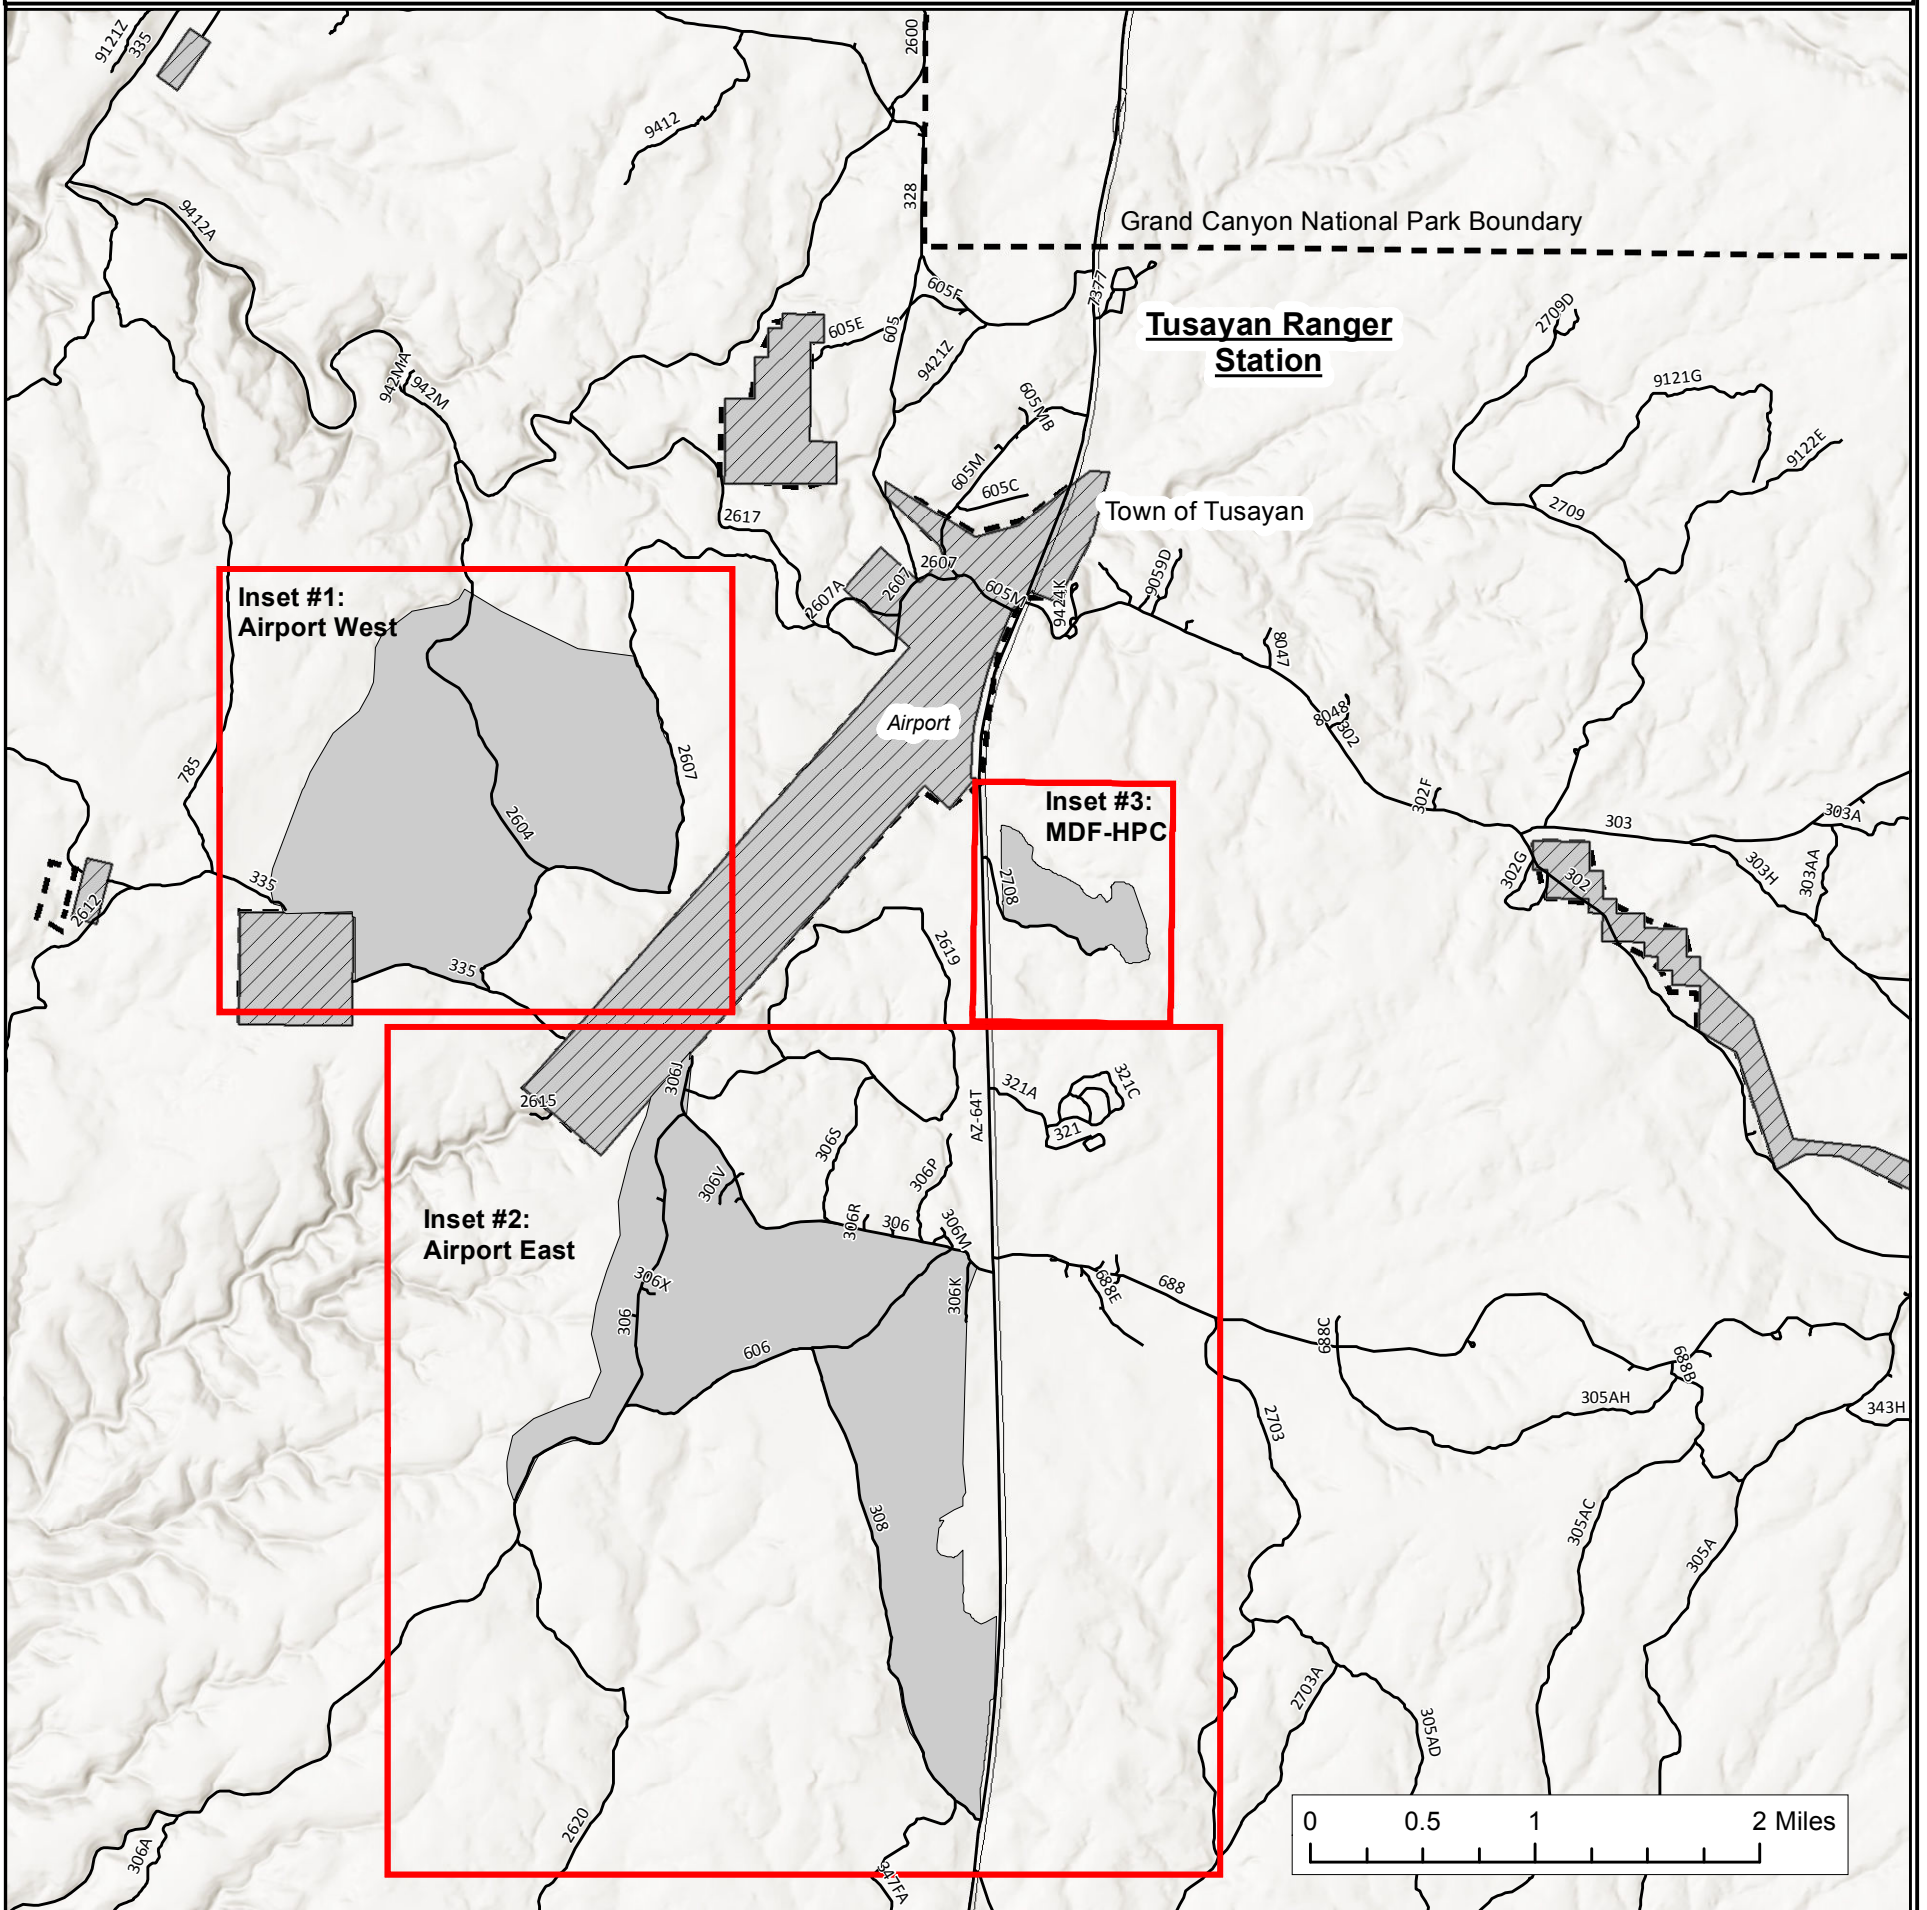 9121Z
335
2600
9412
328
9412A
Grand Canyon National Park Boundary
7377
605F
605E
605
9421Z
Tusayan Ranger
Station
2709D
942MA
942M
605MB
9121G
9122E
605M
605C
2617
Town of Tusayan
2709
2607
2607
2607A
605M
9424K
9059D
8047
Inset #1:
Airport West
Airport
8048
302
785
2607
2604
302F
303
303A
Inset #3:
MDF-HPC
335
2612
2708
302G
302
303H
303AA
335
2619
306J
2615
321A
321C
AZ-64T
321
306S
306P
306V
306R
306
306M
Inset #2:
Airport East
306X
306
306K
688E
688
606
688C
688B
305AH
343H
2703
308
305AC
305A
2703A
305AD
2620
306A
347FA
0 0.5 1 2 Miles